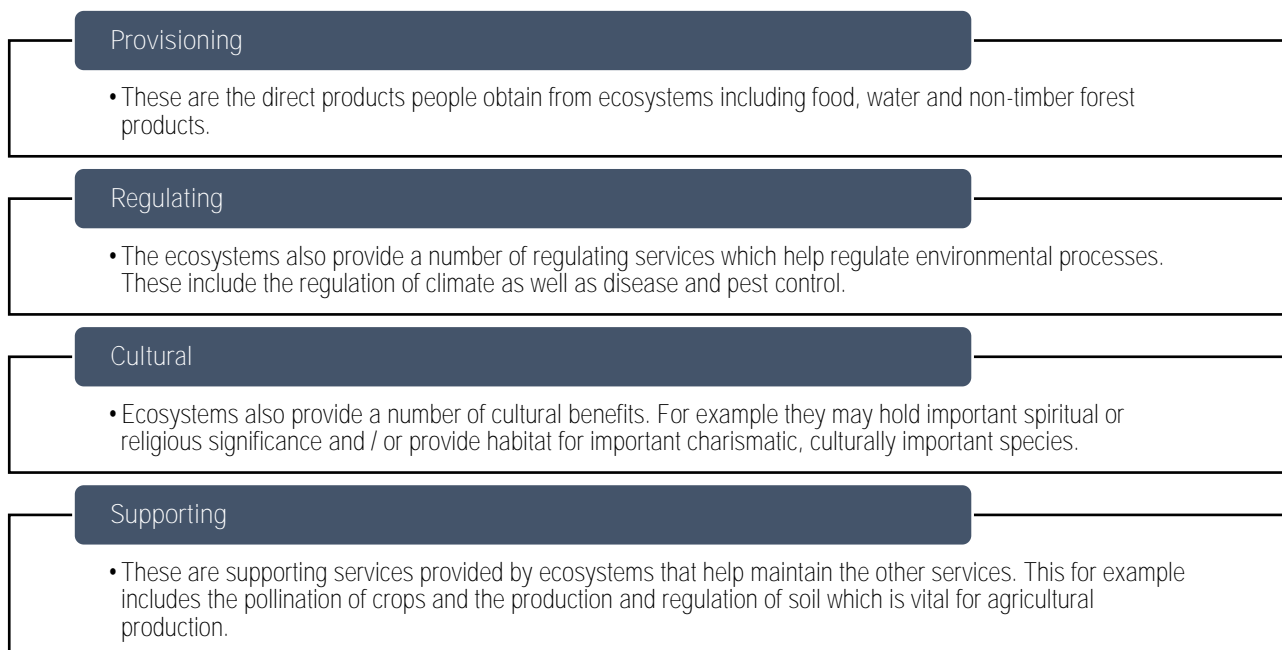 Provisioning
• These are the direct products people obtain from ecosystems including food, water and non-timber forest
products.
Regulating
• The ecosystems also provide a number of regulating services which help regulate environmental processes.
These include the regulation of climate as well as disease and pest control.
Cultural
• Ecosystems also provide a number of cultural benefits. For example they may hold important spiritual or
religious significance and / or provide habitat for important charismatic, culturally important species.
Supporting
• These are supporting services provided by ecosystems that help maintain the other services. This for example
includes the pollination of crops and the production and regulation of soil which is vital for agricultural
production.